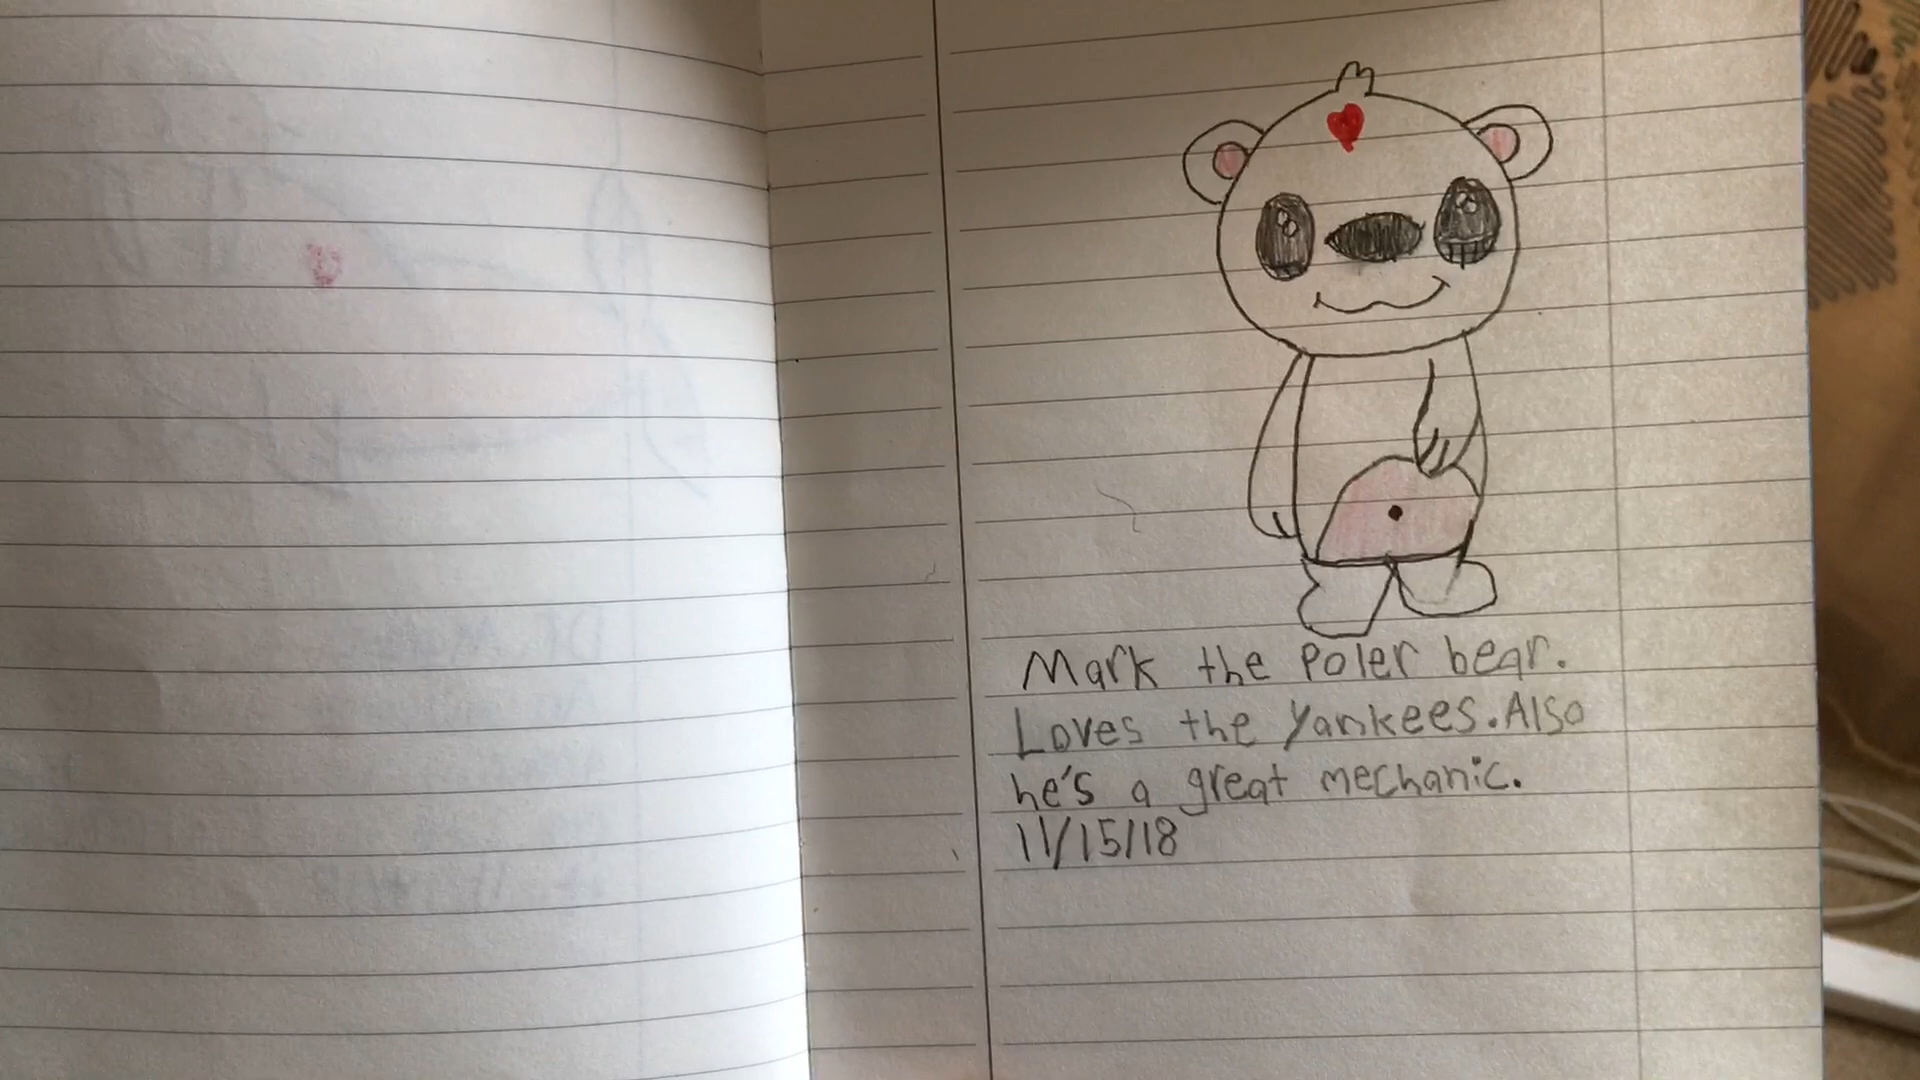 Mark the Poler bear.
Loves the Yankees. Also
he's a great mechanic.
11/15/18